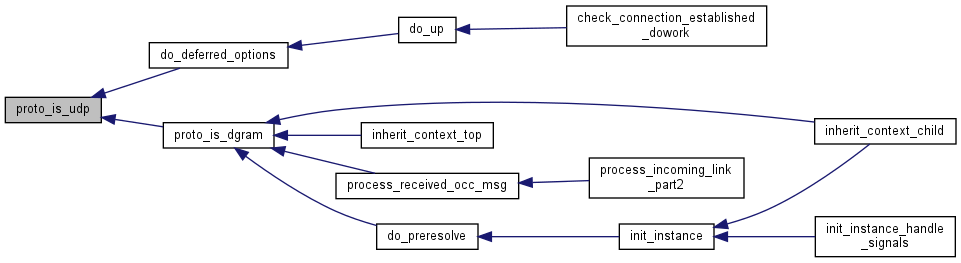 check_connection_established
_dowork
do_up
do_deferred_options
proto_is_udp
proto_is_dgram
inherit_context_top
inherit_context_child
process_received_occ_msg
process_incoming_link
_part2
do_preresolve
init_instance
init_instance_handle
_signals